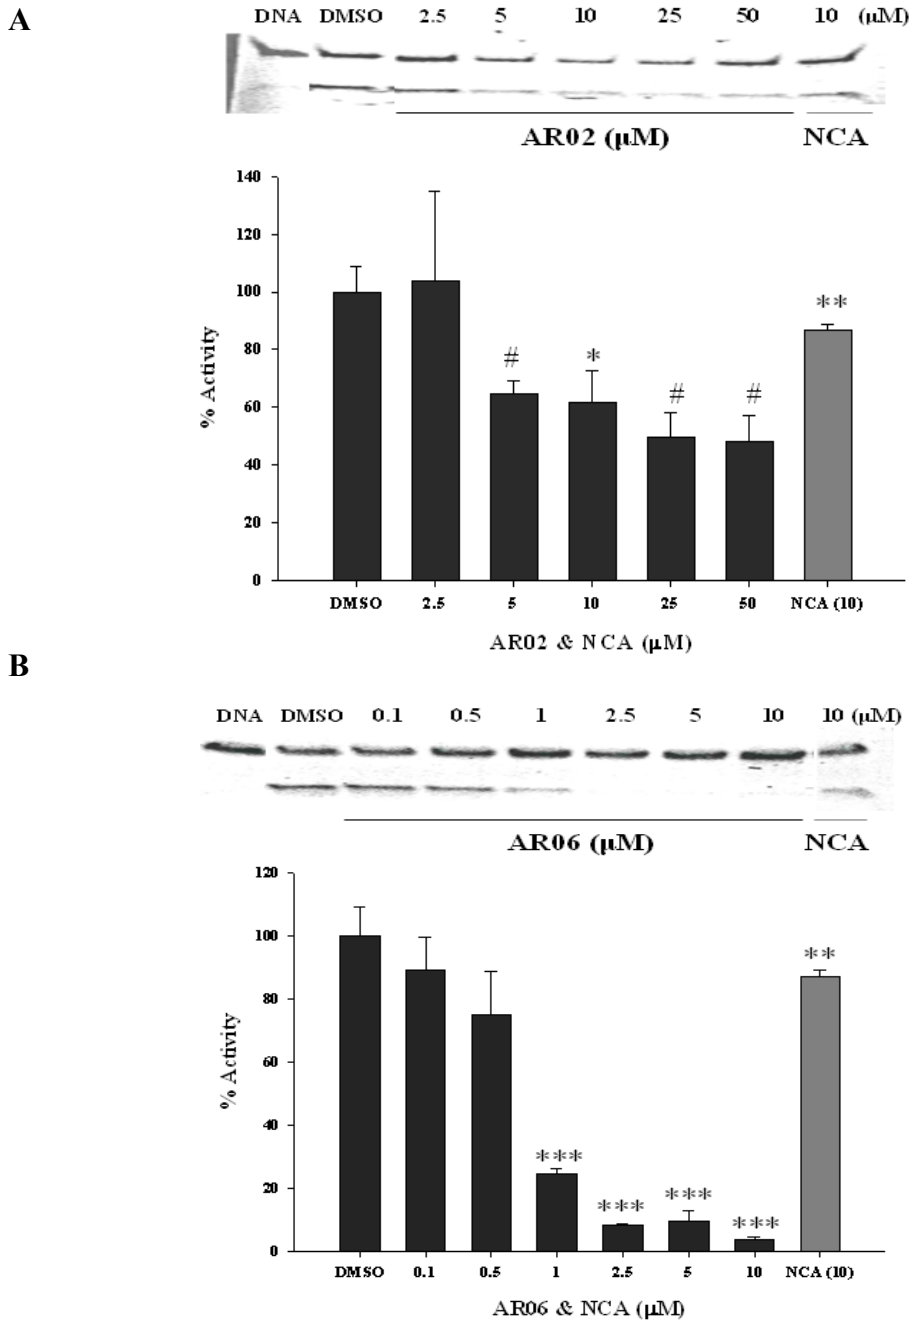 A
DNA DMSO 2.5 5 10 25 50 10 (μM)
AR02 (μM) NCA
140
120
100
80
60
40
20
0
% Activity
# * # # **
DMSO 2.5 5 10 25 50 NCA (10)
AR02 & NCA (μM)
B
DNA DMSO 0.1 0.5 1 2.5 5 10 10 (μM)
AR06 (μM) NCA
120
100
80
60
40
20
0
% Activity
*** *** *** *** **
DMSO 0.1 0.5 1 2.5 5 10 NCA (10)
AR06 & NCA (μM)